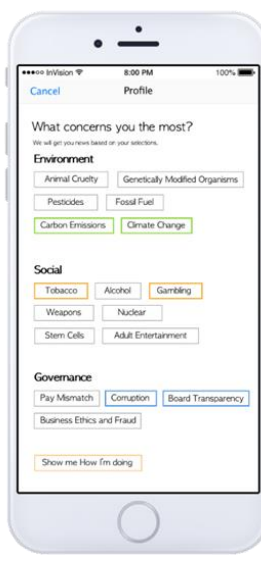 InVision 8:00 PM 100%
Cancel Profile
What concerns you the most?
We will get you news based on your selections.
Environment
Animal Cruelty Genetically Modified Organisms
Pesticides Fossil Fuel
Carbon Emissions Climate Change
Social
Tobacco Alcohol Gambling
Weapons Nuclear
Stem Cells Adult Entertainment
Governance
Pay Mismatch Corruption Board Transparency
Business Ethics and Fraud
Show me How I'm doing